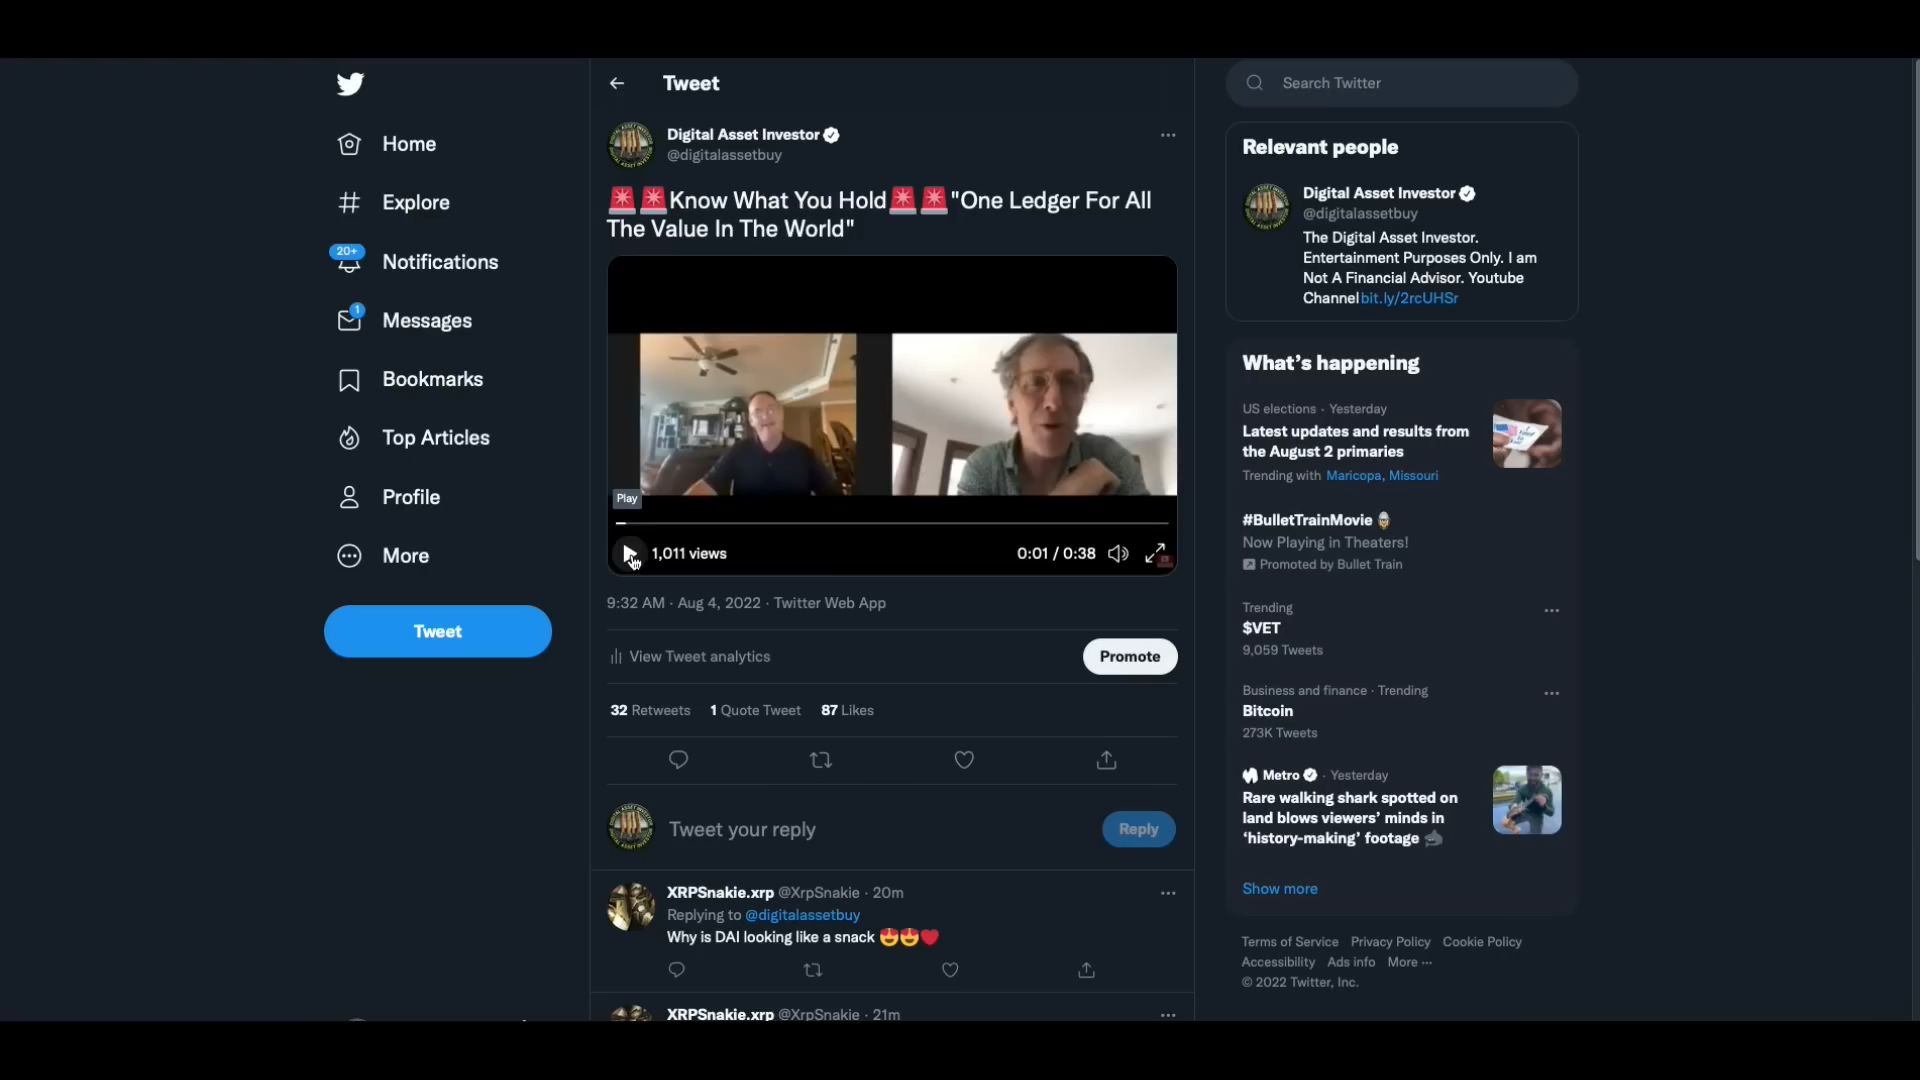 Home
Explore
20+
Notifications
1
Messages
Bookmarks
Top Articles
Profile
More
Tweet
Tweet
Digital Asset Investor
@digitalassetbuy
🚨🚨Know What You Hold🚨🚨"One Ledger For All
The Value In The World"
Play
1,011 views
0:01 / 0:38
9:32 AM · Aug 4, 2022 · Twitter Web App
View Tweet analytics
Promote
32 Retweets 1 Quote Tweet 87 Likes
Tweet your reply
Reply
XRPSnakie.xrp @XrpSnakie · 20m
Replying to @digitalassetbuy
Why is DAI looking like a snack 😍😍❤️
XRPSnakie.xrp @XrpSnakie · 21m
Search Twitter
Relevant people
Digital Asset Investor
@digitalassetbuy
The Digital Asset Investor.
Entertainment Purposes Only. I am
Not A Financial Advisor. Youtube
Channel bit.ly/2rcUHSr
What's happening
US elections · Yesterday
Latest updates and results from
the August 2 primaries
Trending with Maricopa, Missouri
#BulletTrainMovie
Now Playing in Theaters!
Promoted by Bullet Train
Trending
$VET
9,059 Tweets
Business and finance · Trending
Bitcoin
273K Tweets
Metro · Yesterday
Rare walking shark spotted on
land blows viewers' minds in
'history-making' footage 🦈
Show more
Terms of Service Privacy Policy Cookie Policy
Accessibility Ads info More ···
© 2022 Twitter, Inc.